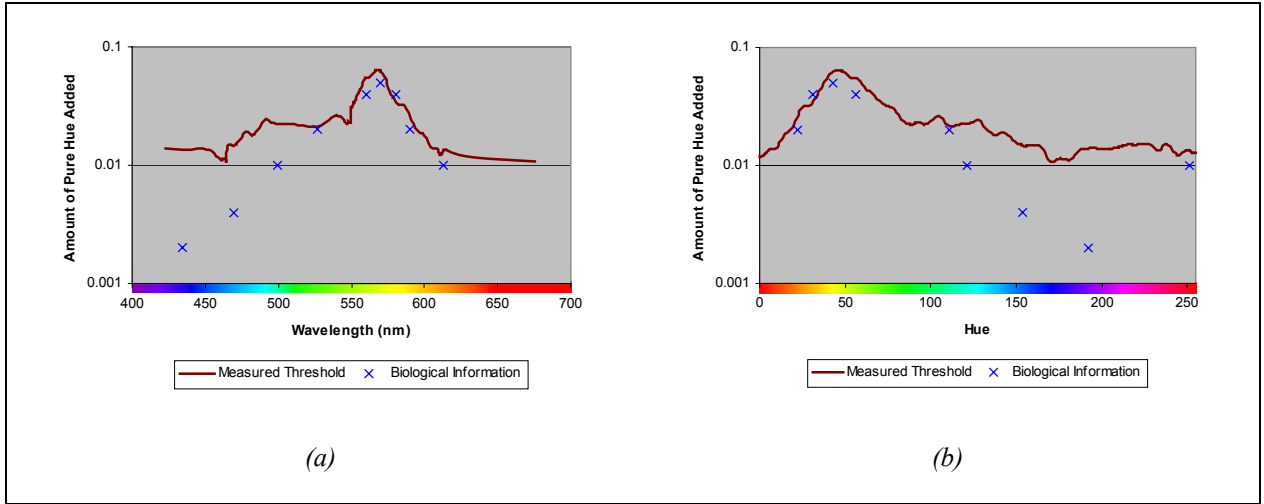 0.1
0.01
0.001
Amount of Pure Hue Added
400 450 500 550 600 650 700
Wavelength (nm)
Measured Threshold × Biological Information
(a)
0.1
0.01
0.001
Amount of Pure Hue Added
0 50 100 150 200 250
Hue
Measured Threshold × Biological Information
(b)